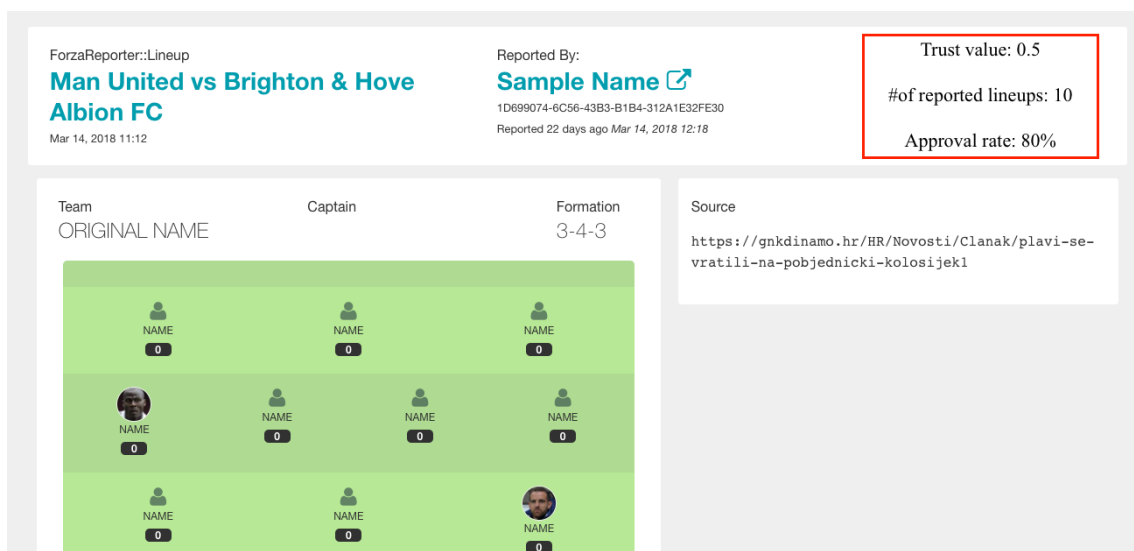 ForzaReporter::Lineup
Man United vs Brighton & Hove
Albion FC
Mar 14, 2018 11:12
Reported By:
Sample Name
1D699074-6C56-43B3-B1B4-312A1E32FE30
Reported 22 days ago Mar 14, 2018 12:18
Trust value: 0.5
#of reported lineups: 10
Approval rate: 80%
Team
ORIGINAL NAME
Captain
Formation
3-4-3
NAME NAME NAME
0 0 0
NAME NAME NAME NAME
0 0 0 0
NAME NAME NAME
0 0 0
Source
https://gnkdinamo.hr/HR/Novosti/Clanak/plavi-se-
vratili-na-pobjednicki-kolosijek1